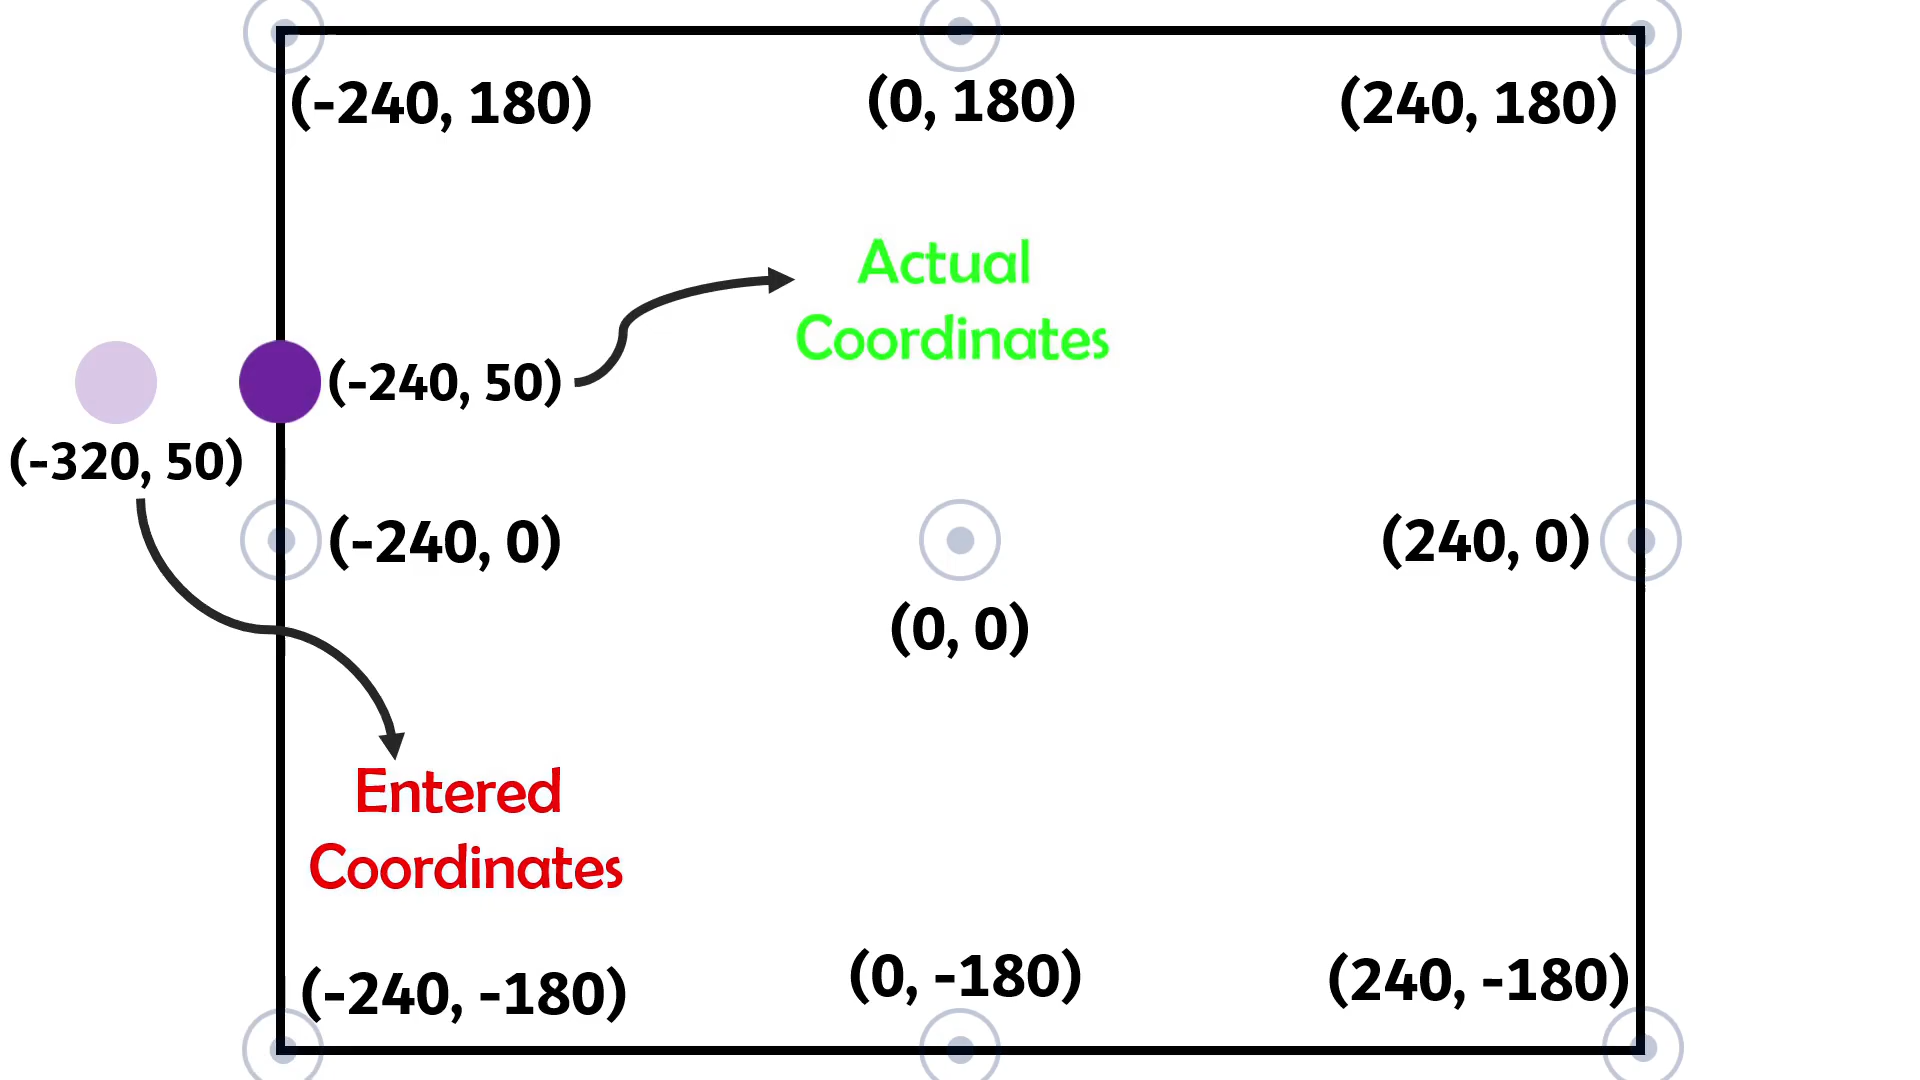 (-240, 180)
(0, 180)
(240, 180)
Actual
Coordinates
(-240, 50)
(-320, 50)
(-240, 0)
(240, 0)
(0, 0)
Entered
Coordinates
(-240, -180)
(0, -180)
(240, -180)